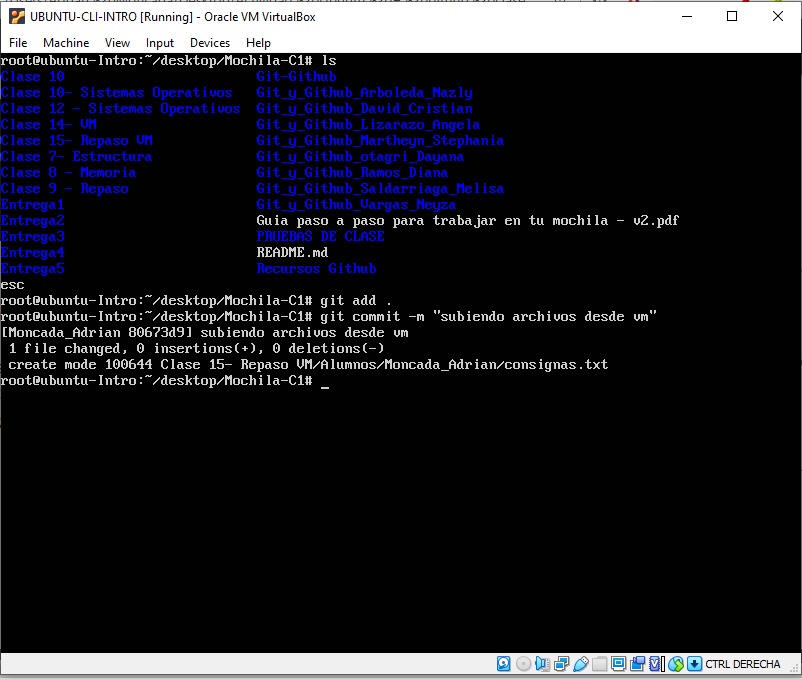 UBUNTU-CLI-INTRO [Running] - Oracle VM VirtualBox
File Machine View Input Devices Help
root@ubuntu-Intro:~/desktop/Mochila-C1# ls
Clase 10 Git-Github
Clase 10- Sistemas Operativos Git_y_Github_Arboleda_Nazly
Clase 12 - Sistemas Operativos Git_y_Github_David_Cristian
Clase 14- VM Git_y_Github_Lizarazo_Angela
Clase 15- Repaso VM Git_y_Github_Martheyn_Stephania
Clase 7- Estructura Git_y_Github_otagri_Dayana
Clase 8 - Memoria Git_y_Github_Ramos_Diana
Clase 9 - Repaso Git_y_Github_Saldarriaga_Melisa
Entrega1 Git_y_Github_Vargas_Neyza
Entrega2 Guia paso a paso para trabajar en tu mochila - v2.pdf
Entrega3 PRUEBAS DE CLASE
Entrega4 README.md
Entrega5 Recursos Github
esc
root@ubuntu-Intro:~/desktop/Mochila-C1# git add .
root@ubuntu-Intro:~/desktop/Mochila-C1# git commit -m "subiendo archivos desde vm"
[Moncada_Adrian 80673d9] subiendo archivos desde vm
1 file changed, 0 insertions(+), 0 deletions(-)
create mode 100644 Clase 15- Repaso VM/Alumnos/Moncada_Adrian/consignas.txt
root@ubuntu-Intro:~/desktop/Mochila-C1# _
CTRL DERECHA